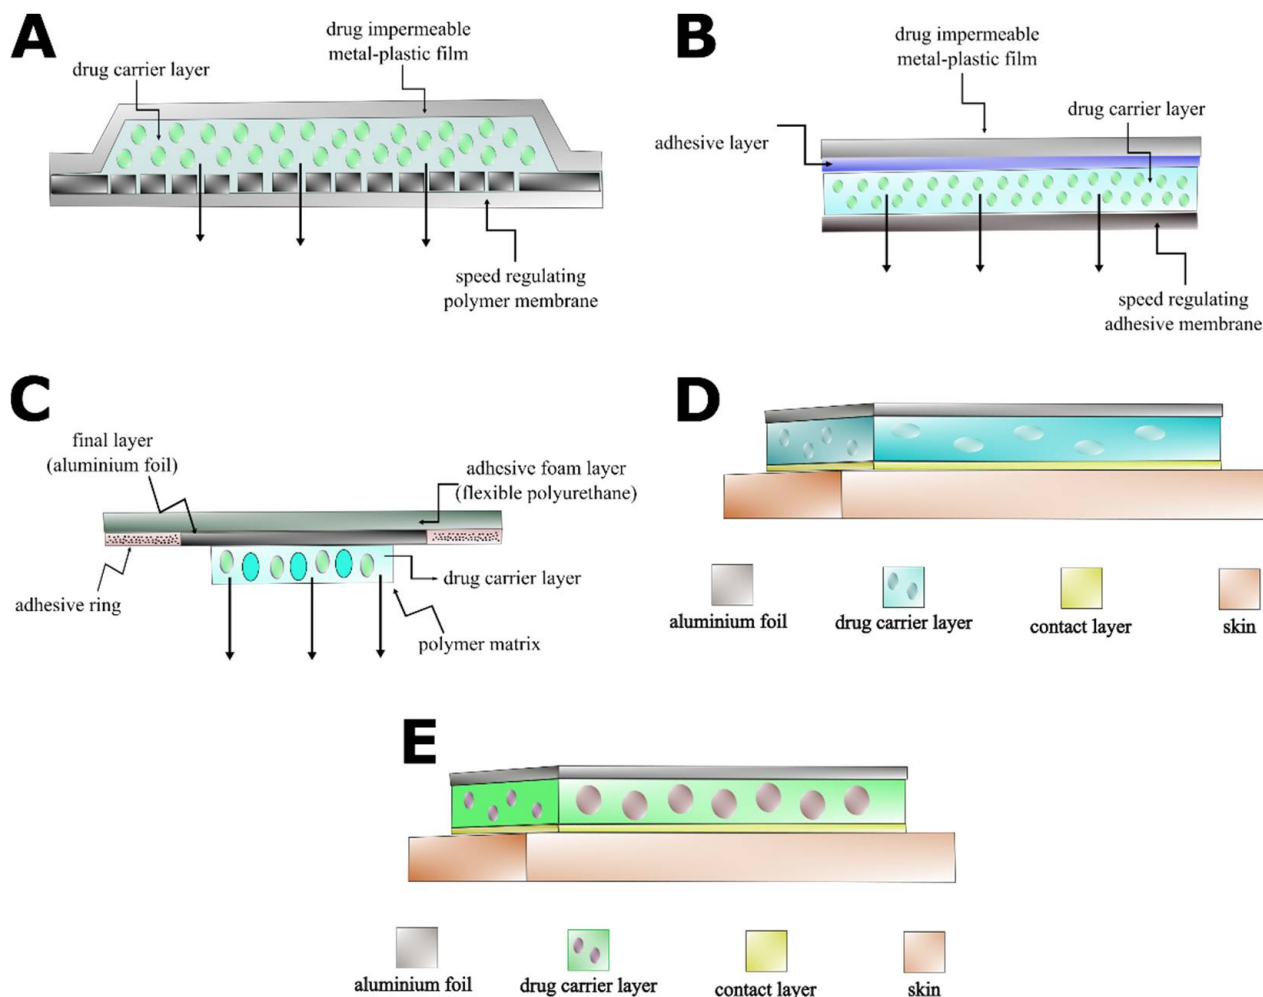 A
drug impermeable
metal-plastic film
drug carrier layer
speed regulating
polymer membrane
B
drug impermeable
metal-plastic film
drug carrier layer
adhesive layer
speed regulating
adhesive membrane
C
final layer
(aluminium foil)
adhesive foam layer
(flexible polyurethane)
drug carrier layer
adhesive ring
polymer matrix
D
aluminium foil
drug carrier layer
contact layer
skin
E
aluminium foil
drug carrier layer
contact layer
skin